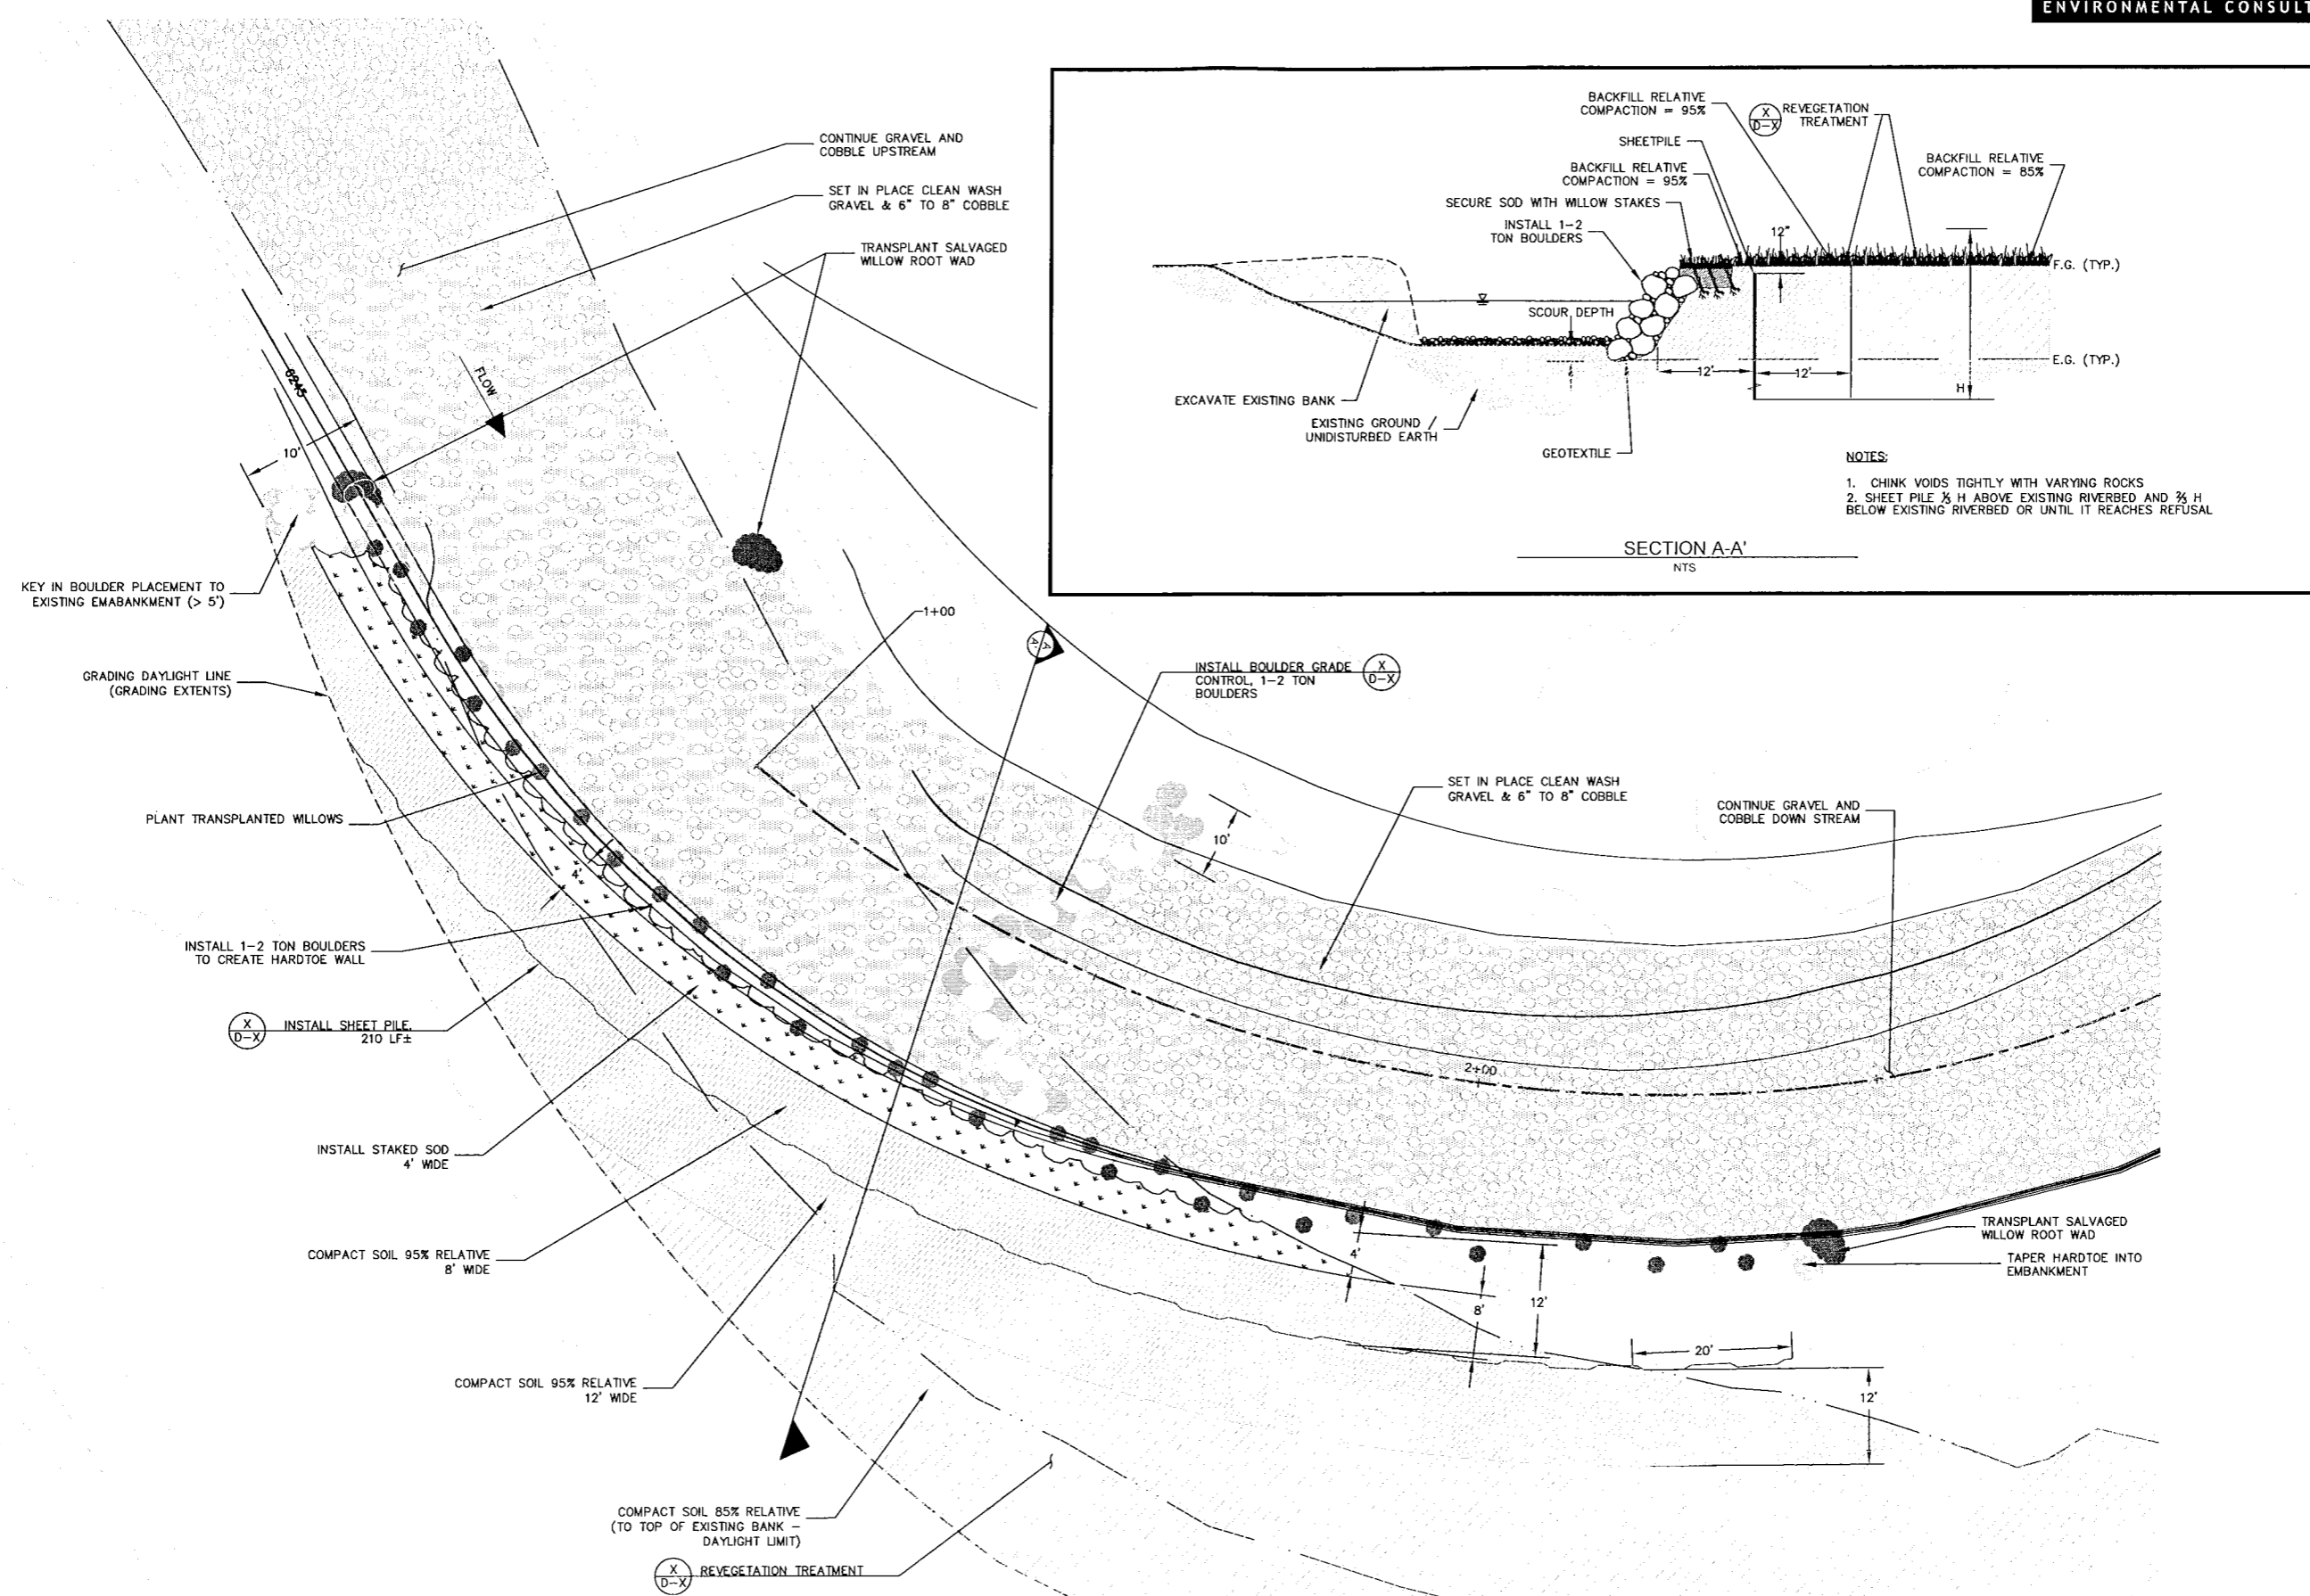 ENVIRONMENTAL CONSULT
BACKFILL RELATIVE
COMPACTION = 95%
X
D-X
REVEGETATION
TREATMENT
SHEETPILE
BACKFILL RELATIVE
COMPACTION = 95%
BACKFILL RELATIVE
COMPACTION = 85%
SECURE SOD WITH WILLOW STAKES
INSTALL 1-2
TON BOULDERS
12"
F.G. (TYP.)
SCOUR DEPTH
E.G. (TYP.)
12'
12'
H
EXCAVATE EXISTING BANK
EXISTING GROUND /
UNIDISTURBED EARTH
GEOTEXTILE
NOTES:
1. CHINK VOIDS TIGHTLY WITH VARYING ROCKS
2. SHEET PILE ⅓ H ABOVE EXISTING RIVERBED AND ⅔ H
BELOW EXISTING RIVERBED OR UNTIL IT REACHES REFUSAL
SECTION A-A'
NTS
CONTINUE GRAVEL AND
COBBLE UPSTREAM
SET IN PLACE CLEAN WASH
GRAVEL & 6" TO 8" COBBLE
TRANSPLANT SALVAGED
WILLOW ROOT WAD
FLOW
6245
10'
KEY IN BOULDER PLACEMENT TO
EXISTING EMABANKMENT (> 5')
GRADING DAYLIGHT LINE
(GRADING EXTENTS)
1+00
A
A'
INSTALL BOULDER GRADE
CONTROL, 1-2 TON
BOULDERS
X
D-X
SET IN PLACE CLEAN WASH
GRAVEL & 6" TO 8" COBBLE
CONTINUE GRAVEL AND
COBBLE DOWN STREAM
10'
PLANT TRANSPLANTED WILLOWS
4'
INSTALL 1-2 TON BOULDERS
TO CREATE HARDTOE WALL
X
D-X
INSTALL SHEET PILE,
210 LF±
2+00
INSTALL STAKED SOD
4' WIDE
COMPACT SOIL 95% RELATIVE
8' WIDE
TRANSPLANT SALVAGED
WILLOW ROOT WAD
TAPER HARDTOE INTO
EMBANKMENT
4'
8'
12'
20'
12'
COMPACT SOIL 95% RELATIVE
12' WIDE
COMPACT SOIL 85% RELATIVE
(TO TOP OF EXISTING BANK -
DAYLIGHT LIMIT)
X
D-X
REVEGETATION TREATMENT